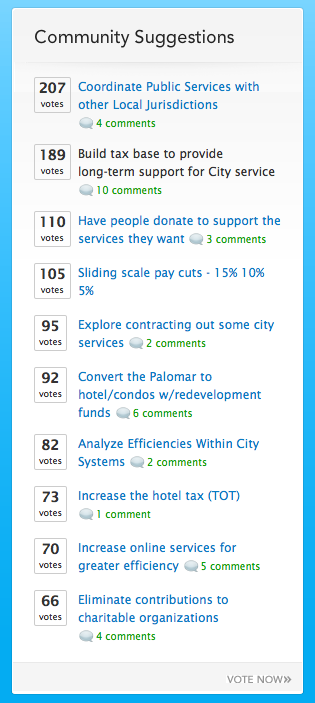 Community Suggestions
207
votes
Coordinate Public Services with
other Local Jurisdictions
4 comments
189
votes
Build tax base to provide
long-term support for City service
10 comments
110
votes
Have people donate to support the
services they want 3 comments
105
votes
Sliding scale pay cuts - 15% 10%
5%
95
votes
Explore contracting out some city
services 2 comments
92
votes
Convert the Palomar to
hotel/condos w/redevelopment
funds 6 comments
82
votes
Analyze Efficiencies Within City
Systems 2 comments
73
votes
Increase the hotel tax (TOT)
1 comment
70
votes
Increase online services for
greater efficiency 5 comments
66
votes
Eliminate contributions to
charitable organizations
4 comments
VOTE NOW»